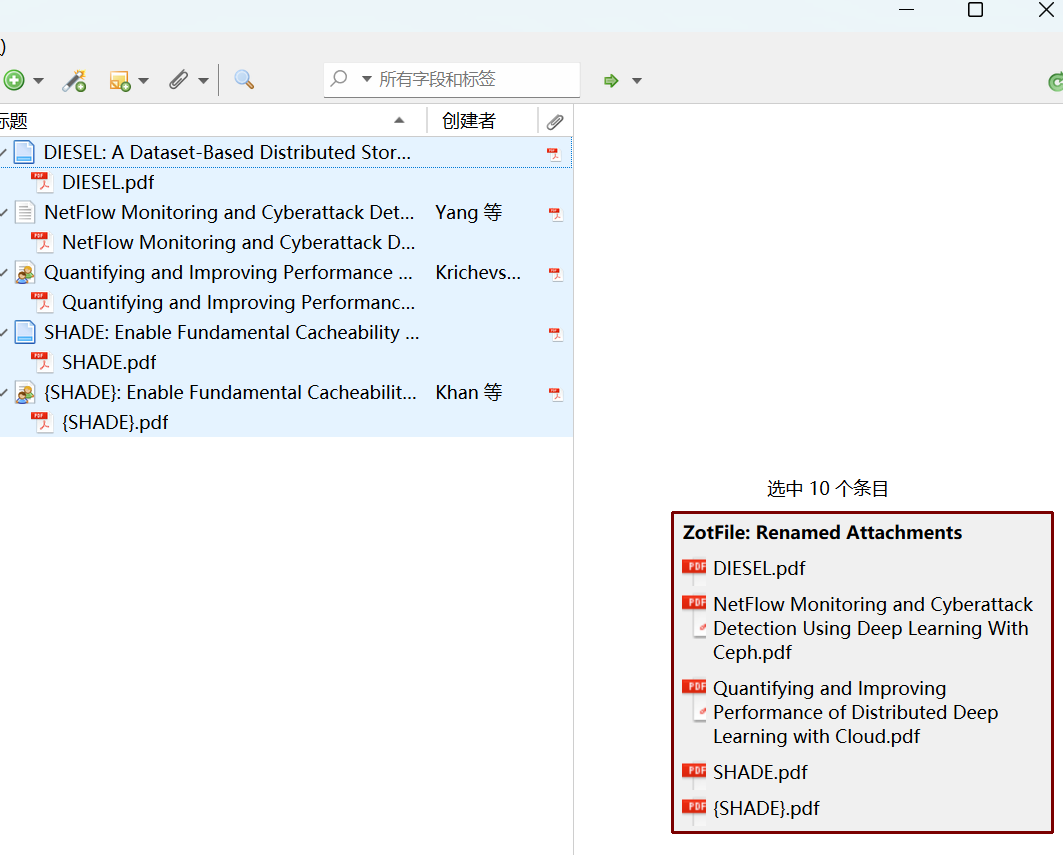 )
所有字段和标签
标题
创建者
DIESEL: A Dataset-Based Distributed Stor...
DIESEL.pdf
NetFlow Monitoring and Cyberattack Det...
Yang 等
NetFlow Monitoring and Cyberattack D...
Quantifying and Improving Performance ...
Krichevs...
Quantifying and Improving Performanc...
SHADE: Enable Fundamental Cacheability ...
SHADE.pdf
{SHADE}: Enable Fundamental Cacheabilit...
Khan 等
{SHADE}.pdf
选中 10 个条目
ZotFile: Renamed Attachments
DIESEL.pdf
NetFlow Monitoring and Cyberattack
Detection Using Deep Learning With
Ceph.pdf
Quantifying and Improving
Performance of Distributed Deep
Learning with Cloud.pdf
SHADE.pdf
{SHADE}.pdf